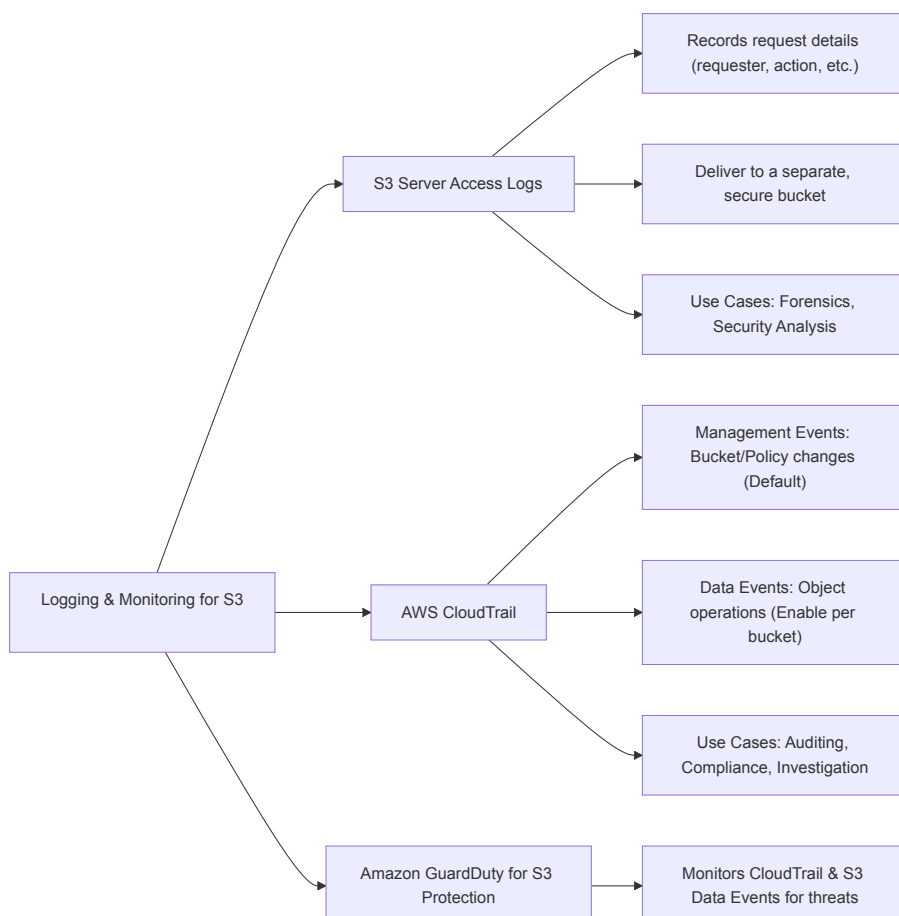 Records request details
(requester, action, etc.)
S3 Server Access Logs
Deliver to a separate,
secure bucket
Use Cases: Forensics,
Security Analysis
Management Events:
Bucket/Policy changes
(Default)
Logging & Monitoring for S3
AWS CloudTrail
Data Events: Object
operations (Enable per
bucket)
Use Cases: Auditing,
Compliance, Investigation
Amazon GuardDuty for S3
Protection
Monitors CloudTrail & S3
Data Events for threats